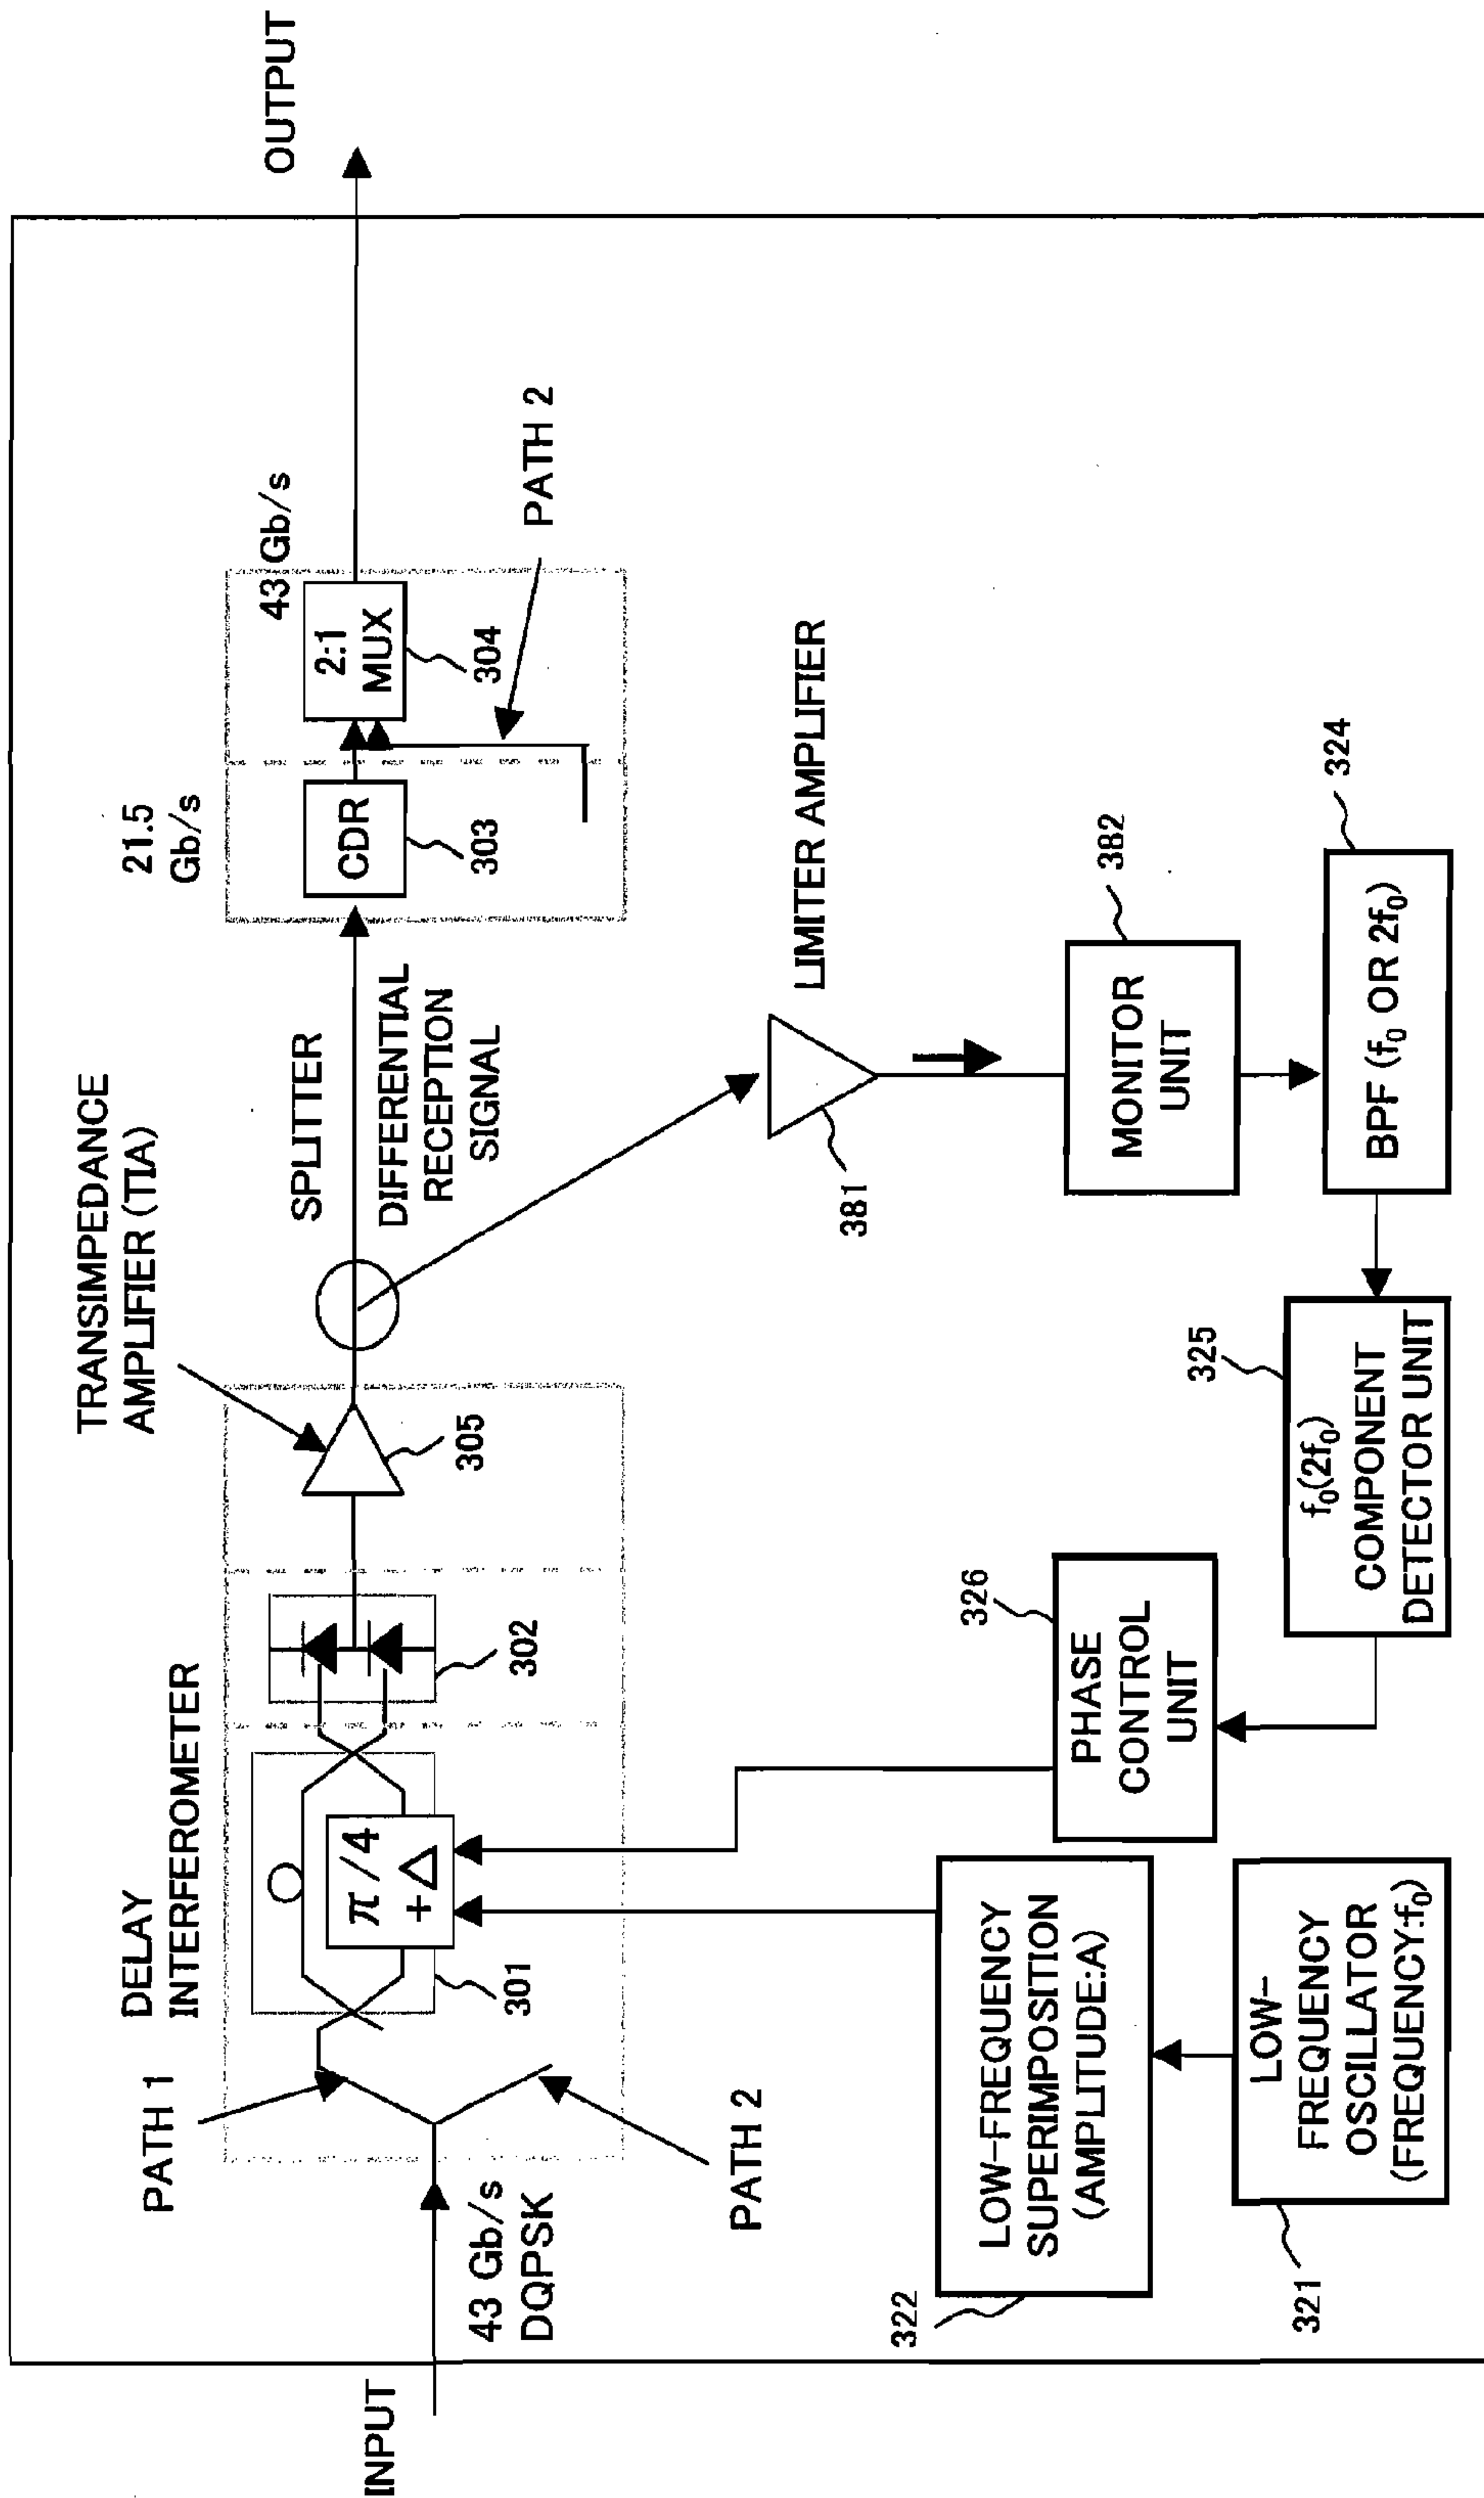 INPUT
43 Gb/s
DQPSK
PATH 1
PATH 2
DELAY
INTERFEROMETER
π/4
+△
301
302
TRANSIMPEDANCE
AMPLIFIER (TIA)
305
SPLITTER
DIFFERENTIAL
RECEPTION
SIGNAL
21.5
Gb/s
CDR
303
43 Gb/s
2:1
MUX
304
PATH 2
OUTPUT
LIMITER AMPLIFIER
381
MONITOR
UNIT
382
BPF (f₀ OR 2f₀)
324
f₀(2f₀)
COMPONENT
DETECTOR UNIT
325
PHASE
CONTROL
UNIT
326
LOW-FREQUENCY
SUPERIMPOSITION
(AMPLITUDE:A)
322
LOW-
FREQUENCY
OSCILLATOR
(FREQUENCY:f₀)
321